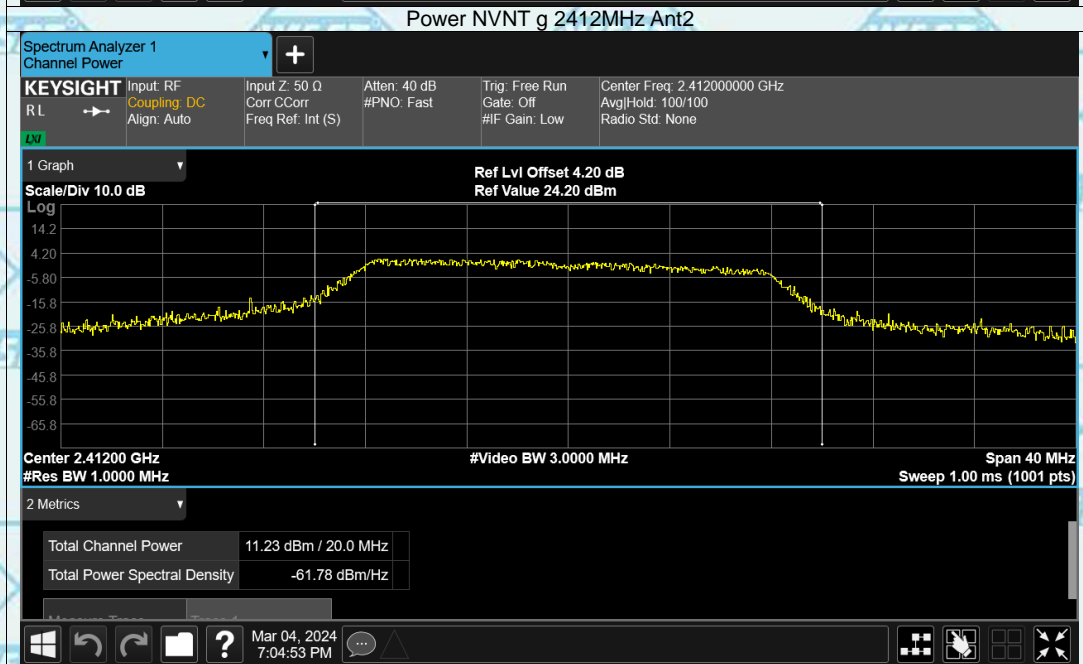 Power NVNT g 2412MHz Ant2
Spectrum Analyzer 1
Channel Power
+
KEYSIGHT Input: RF Input Z: 50 Ω Atten: 40 dB Trig: Free Run Center Freq: 2.412000000 GHz
RL Coupling: DC Corr CCorr #PNO: Fast Gate: Off Avg|Hold: 100/100
Align: Auto Freq Ref: Int (S) #IF Gain: Low Radio Std: None
LXI
1 Graph
Ref Lvl Offset 4.20 dB
Scale/Div 10.0 dB Ref Value 24.20 dBm
Log
14.2
4.20
-5.80
-15.8
-25.8
-35.8
-45.8
-55.8
-65.8
Center 2.41200 GHz #Video BW 3.0000 MHz Span 40 MHz
#Res BW 1.0000 MHz Sweep 1.00 ms (1001 pts)
2 Metrics
Total Channel Power 11.23 dBm / 20.0 MHz
Total Power Spectral Density -61.78 dBm/Hz
? Mar 04, 2024
7:04:53 PM